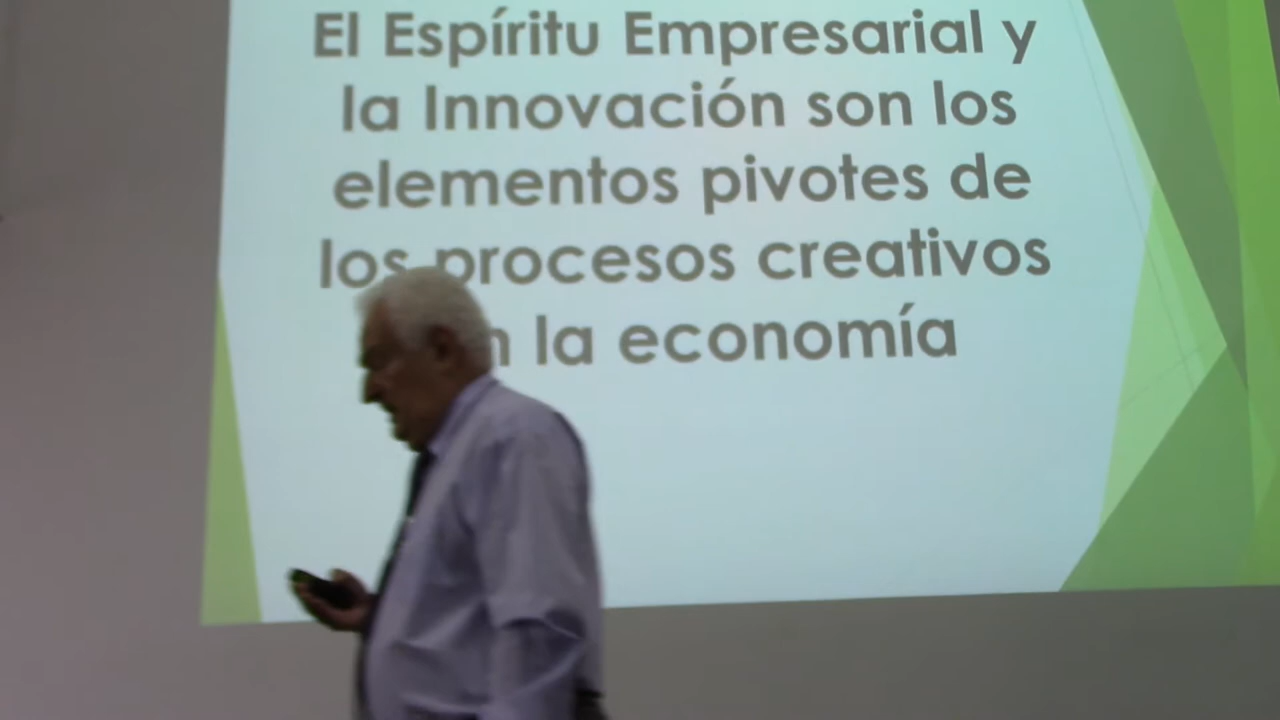 El Espíritu Empresarial y
la Innovación son los
elementos pivotes de
los procesos creativos
la economía